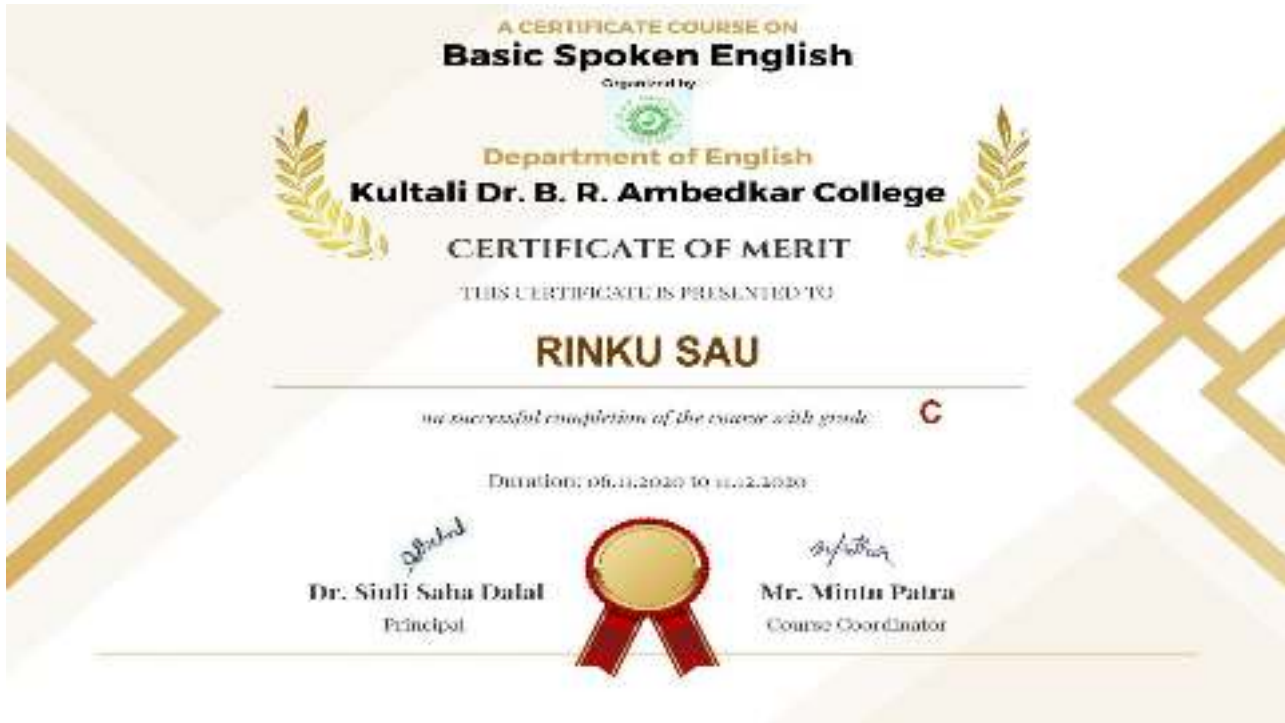 A CERTIFICATE COURSE ON
Basic Spoken English
Organized by
Department of English
Kultali Dr. B. R. Ambedkar College
CERTIFICATE OF MERIT
THIS CERTIFICATE IS PRESENTED TO
RINKU SAU
on successful completion of the course with grade C
Duration: 06.11.2020 to 11.12.2020
Dr. Siuli Saha Dalal
Mr. Mintu Patra
Principal
Course Coordinator